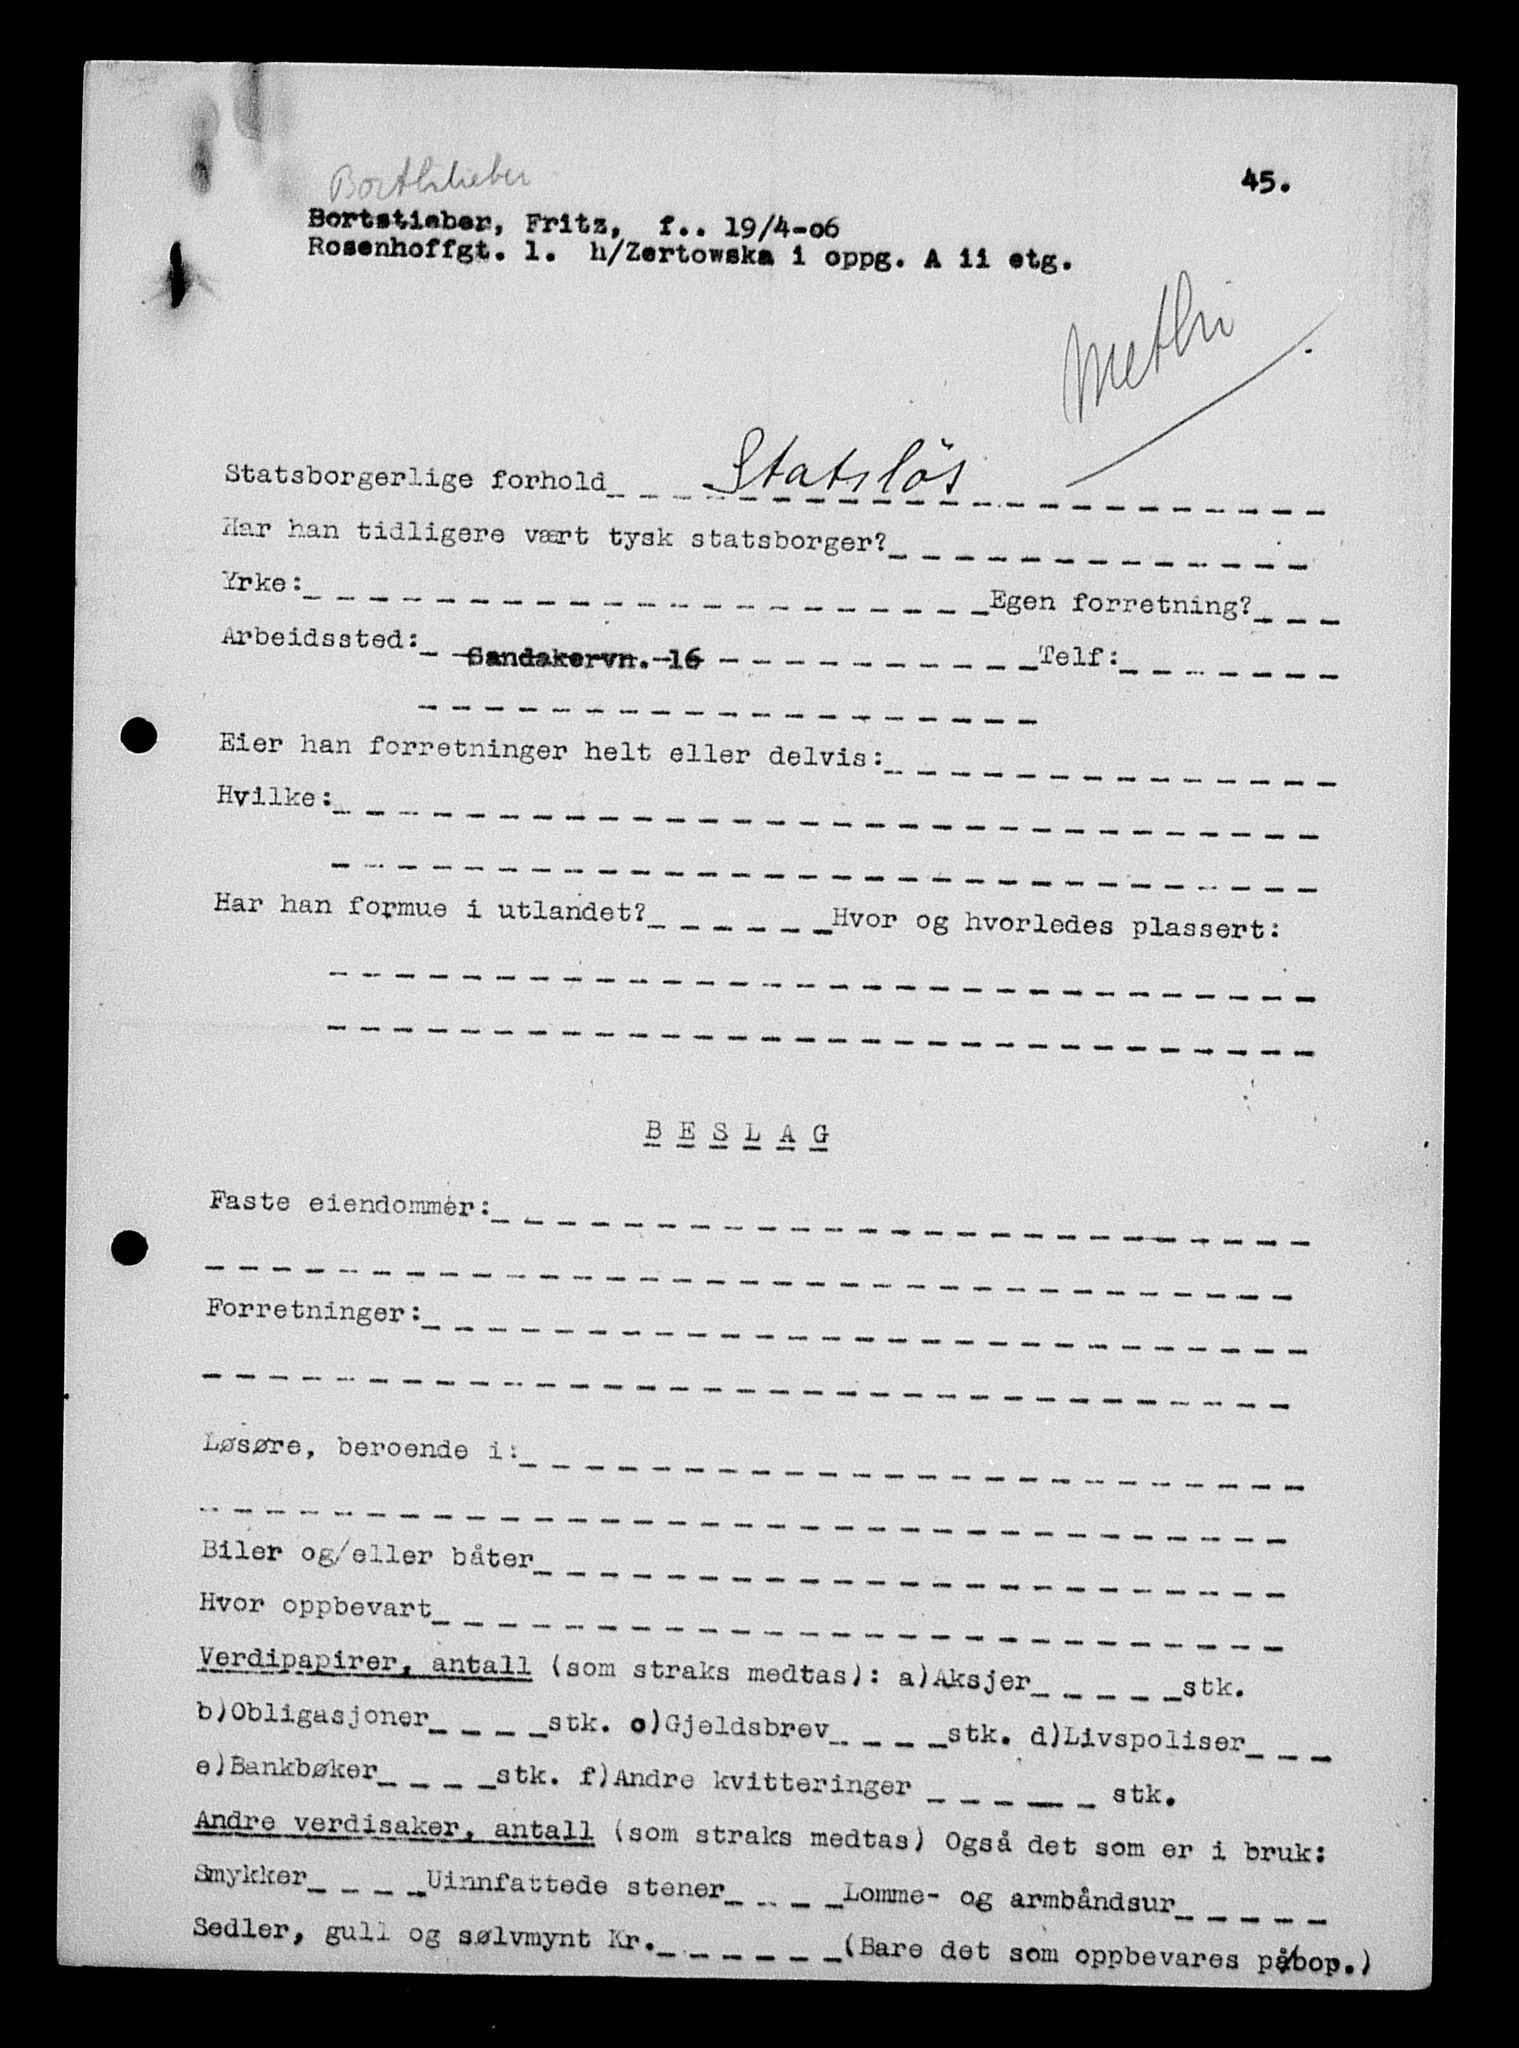 45.
Bortstieber, Fritz, f.. 19/4-06
Rosenhoffgt. 1. h/Zertowska i oppg. A ii etg.
Statsborgerlige forhold Statslös
Har han tidligere vært tysk statsborger?
Yrke: Egen forretning?
Arbeidssted: Sandakervn. 16 Telf:
Eier han forretninger helt eller delvis:
Hvilke:
Har han formue i utlandet? Hvor og hvorledes plassert:
B E S L A G
Faste eiendommer:
Forretninger:
Løsøre, beroende i:
Biler og/eller båter
Hvor oppbevart
Verdipapirer, antall (som straks medtas): a)Aksjer stk.
b)Obligasjoner stk. c)Gjeldsbrev stk. d)Livspoliser
e)Bankbøker stk. f)Andre kvitteringer stk.
Andre verdisaker, antall (som straks medtas) Også det som er i bruk:
Smykker Uinnfattede stener Lomme- og armbåndsur
Sedler, gull og sølvmynt Kr. (Bare det som oppbevares på/bop.)